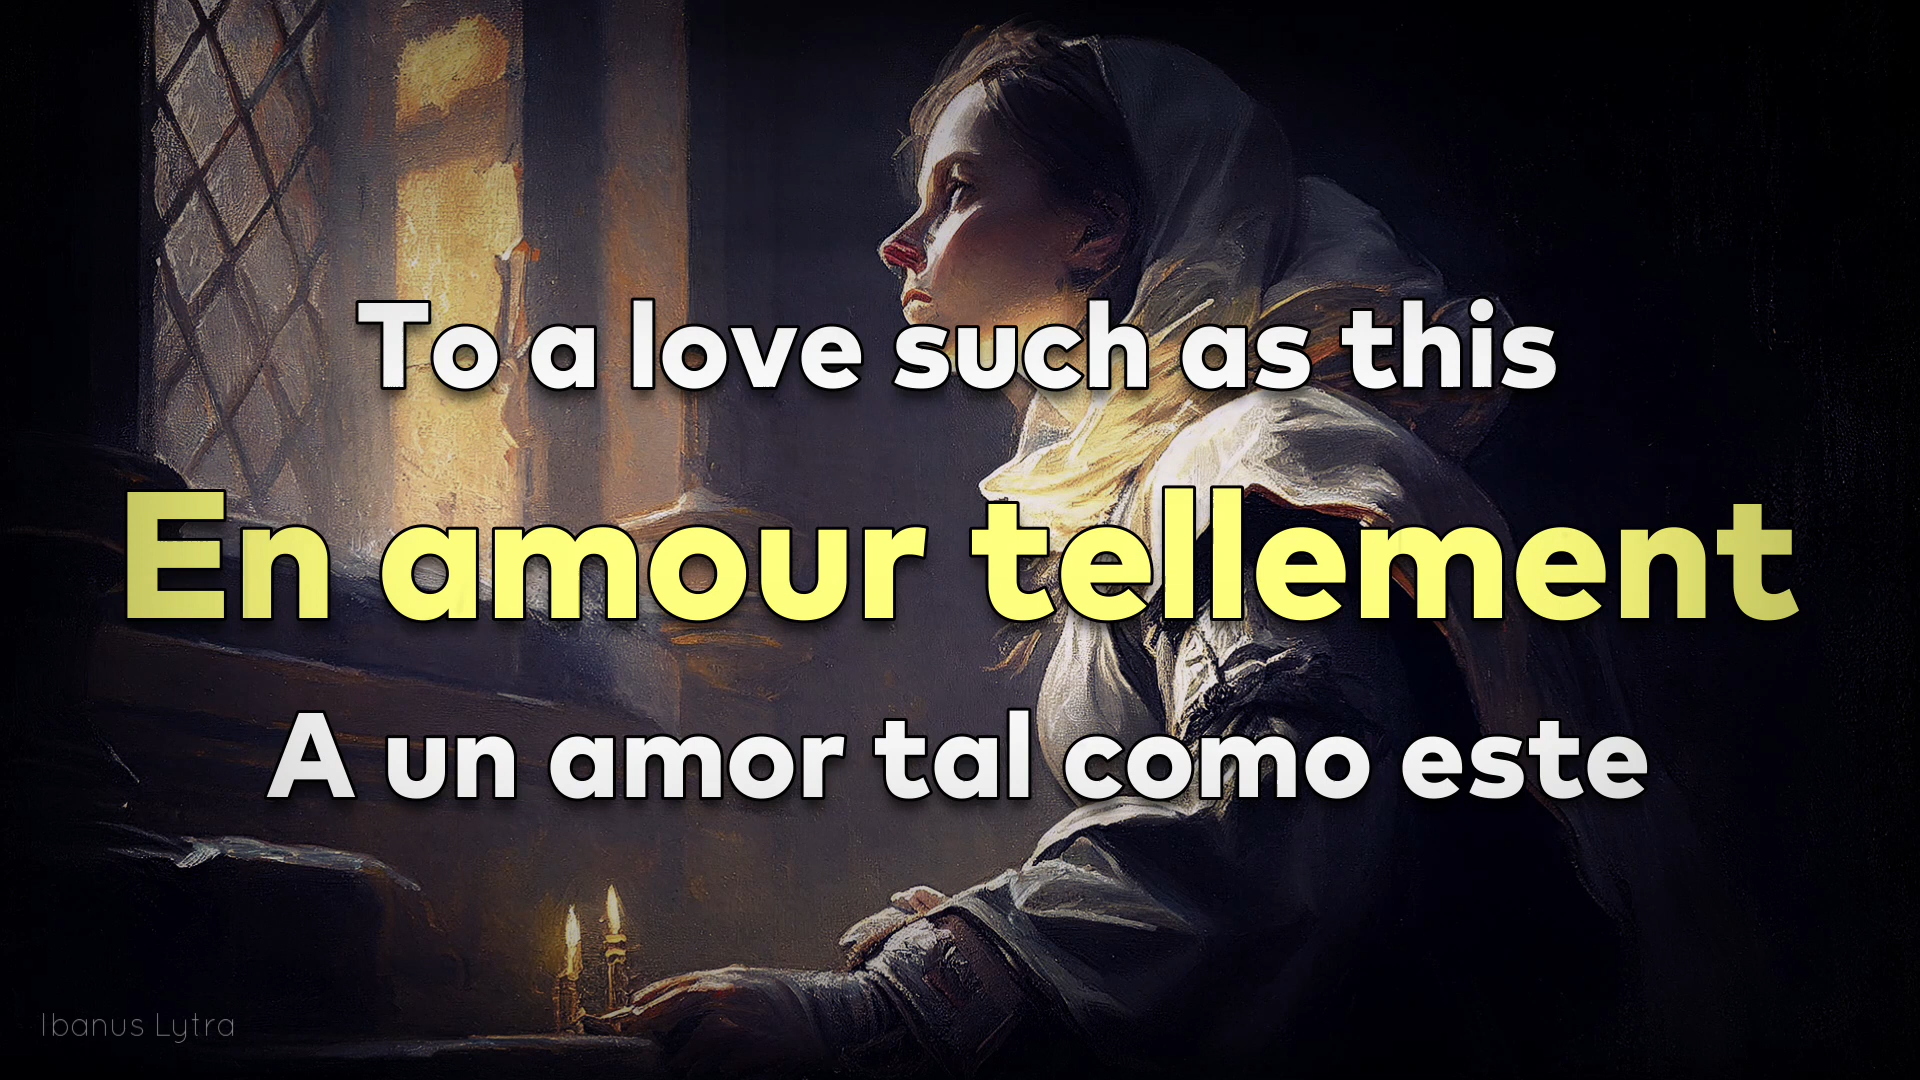 To a love such as this
En amour tellement
A un amor tal como este
Ibanus Lytra